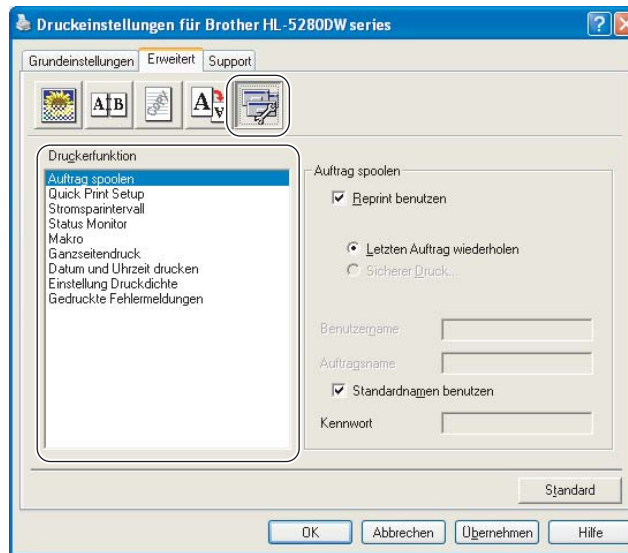 Druckeinstellungen für Brother HL-5280DW series
Grundeinstellungen Erweitert Support
Druckerfunktion
Auftrag spoolen
Quick Print Setup
Stromsparintervall
Status Monitor
Makro
Ganzseitendruck
Datum und Uhrzeit drucken
Einstellung Druckdichte
Gedruckte Fehlermeldungen
Auftrag spoolen
Reprint benutzen
Letzten Auftrag wiederholen
Sicherer Druck...
Benutzername
Auftragsname
Standardnamen benutzen
Kennwort
Standard
OK Abbrechen Übernehmen Hilfe